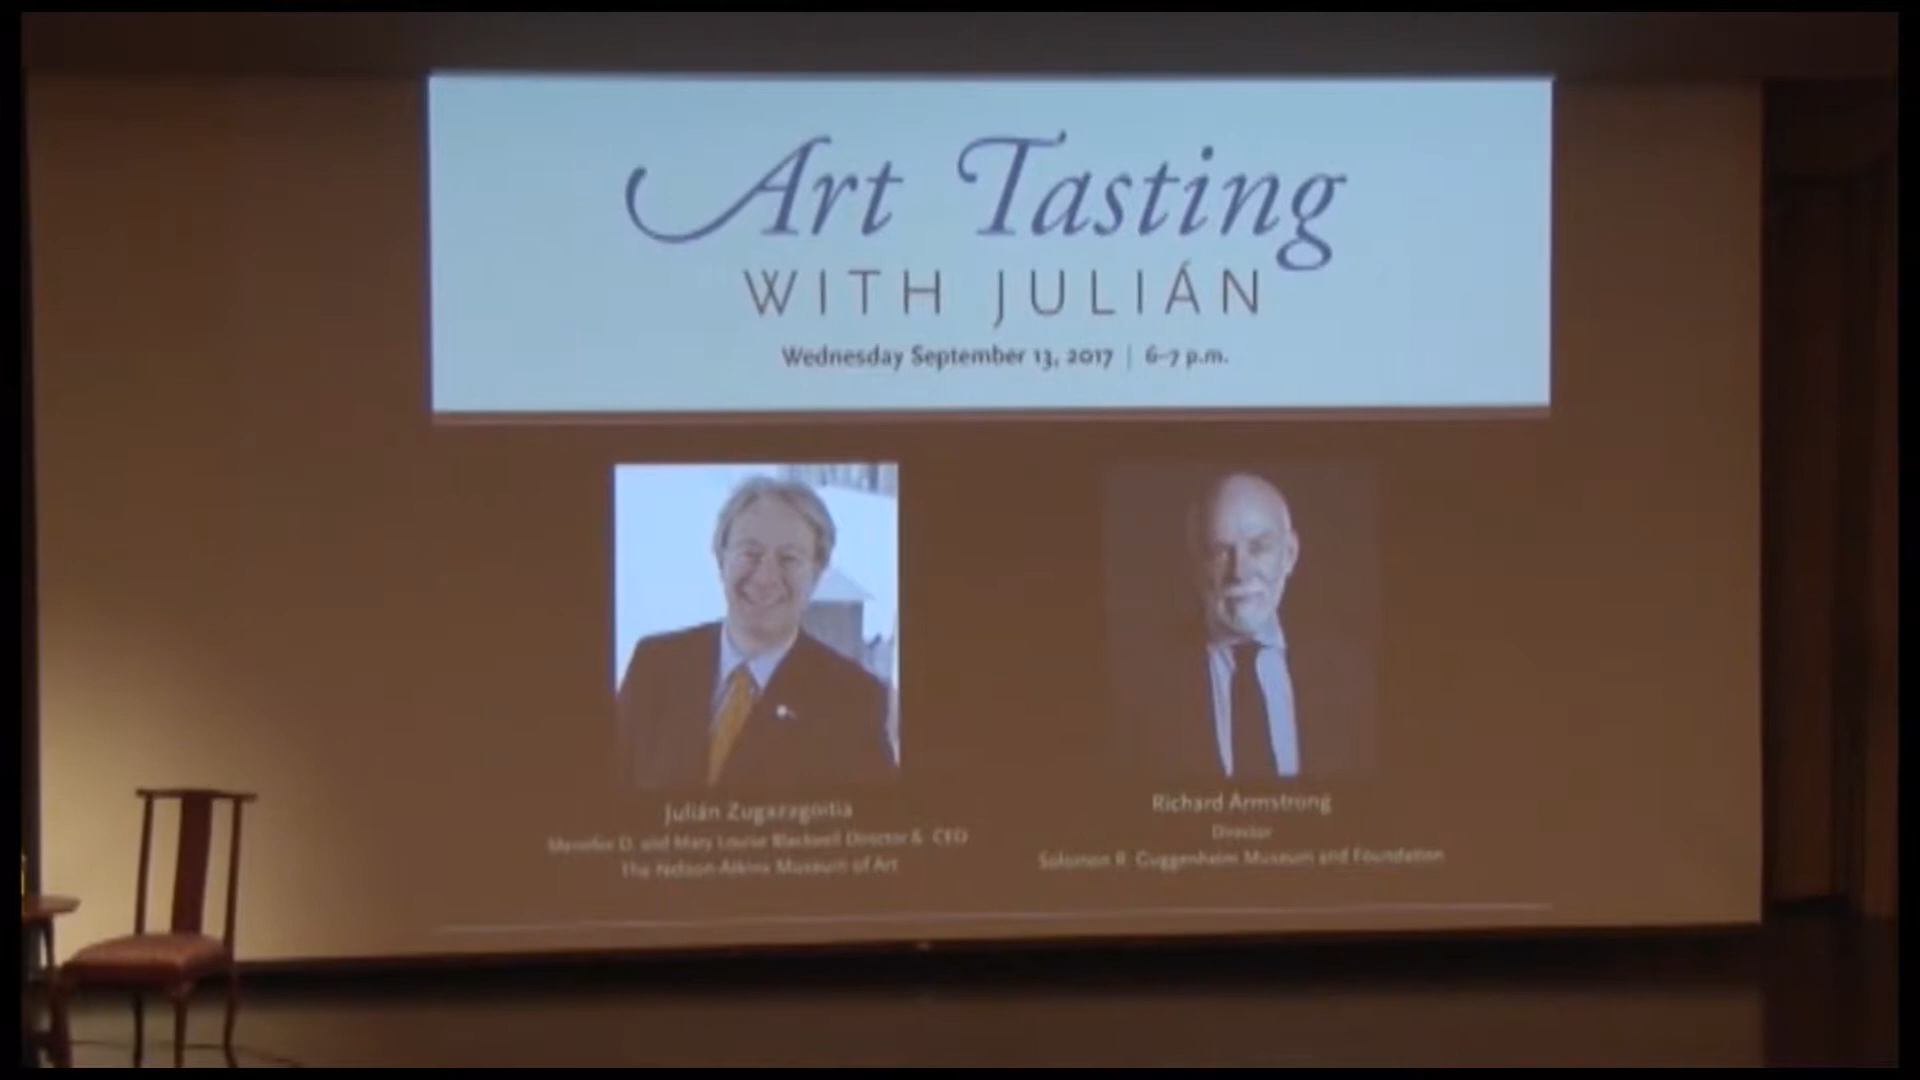 Art Tasting
WITH JULIÁN
Wednesday September 13, 2017 | 6–7 p.m.
Julián Zugazagoitia
Menefee D. and Mary Louise Blackwell Director & CEO
The Nelson-Atkins Museum of Art
Richard Armstrong
Director
Solomon R. Guggenheim Museum and Foundation